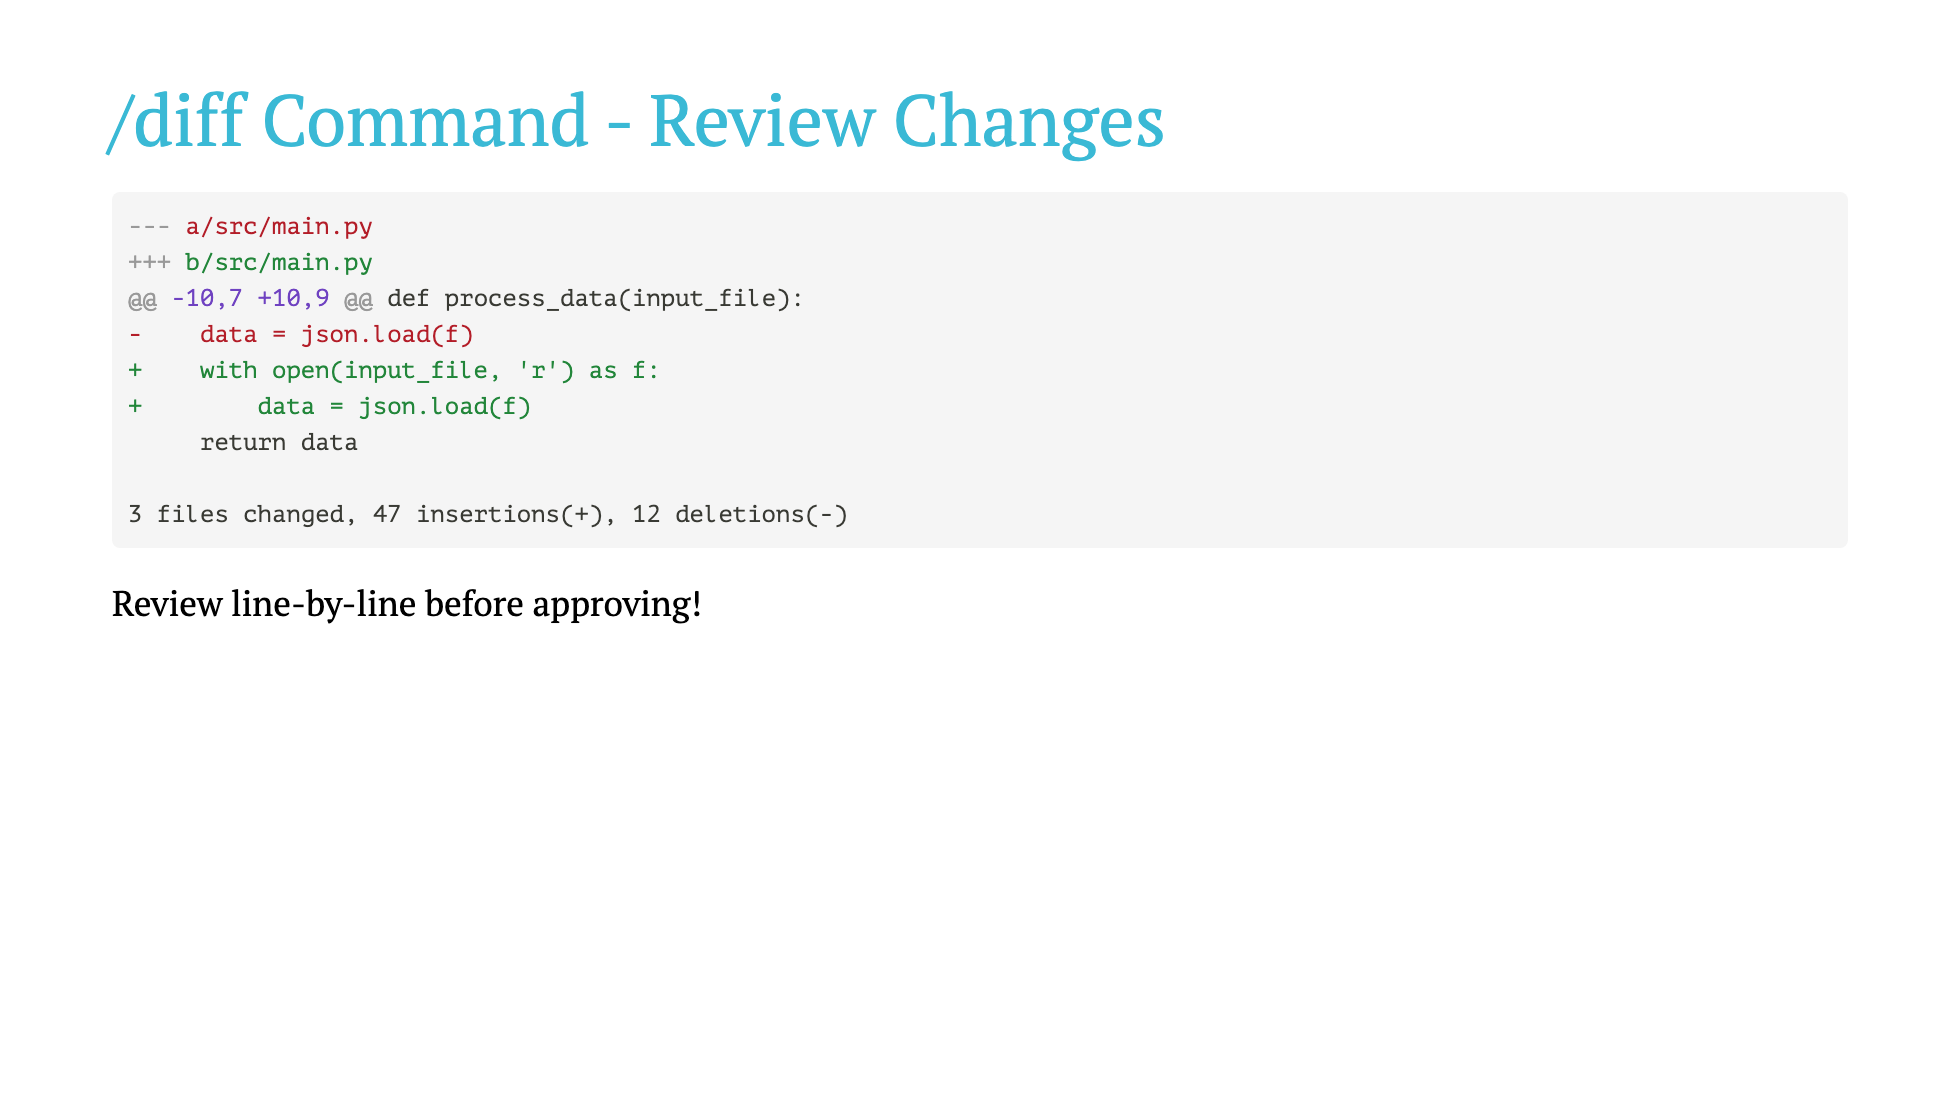 /diff Command - Review Changes
--- a/src/main.py
+++ b/src/main.py
@@ -10,7 +10,9 @@ def process_data(input_file):
-    data = json.load(f)
+    with open(input_file, 'r') as f:
+        data = json.load(f)
     return data
3 files changed, 47 insertions(+), 12 deletions(-)
Review line-by-line before approving!